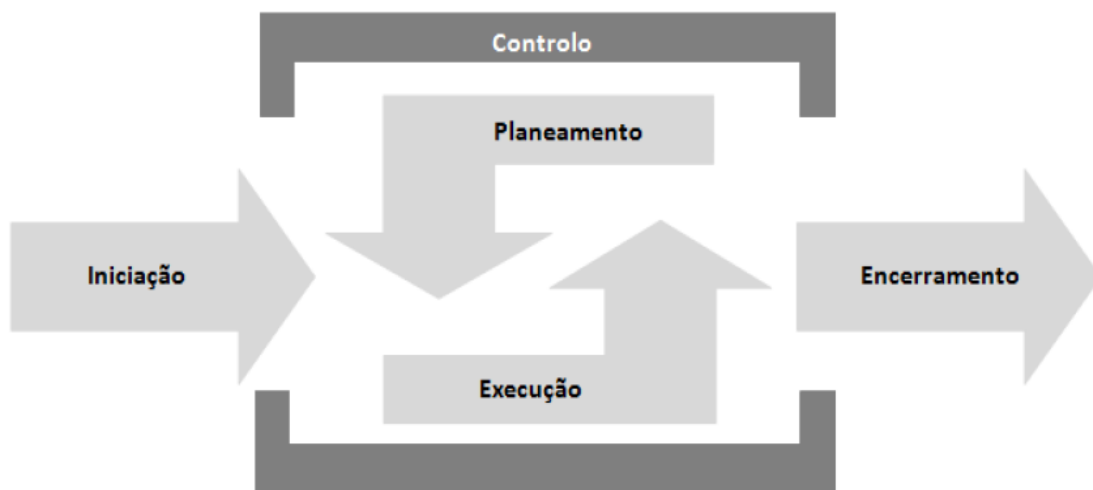 Controlo
Planeamento
Iniciação
Encerramento
Execução